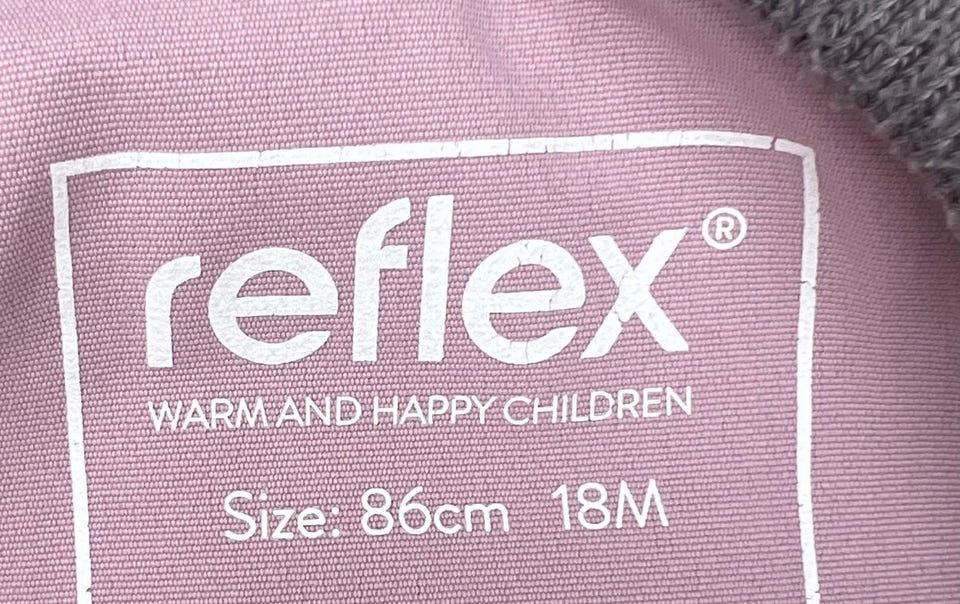 reflex®
WARM AND HAPPY CHILDREN
Size: 86cm 18M